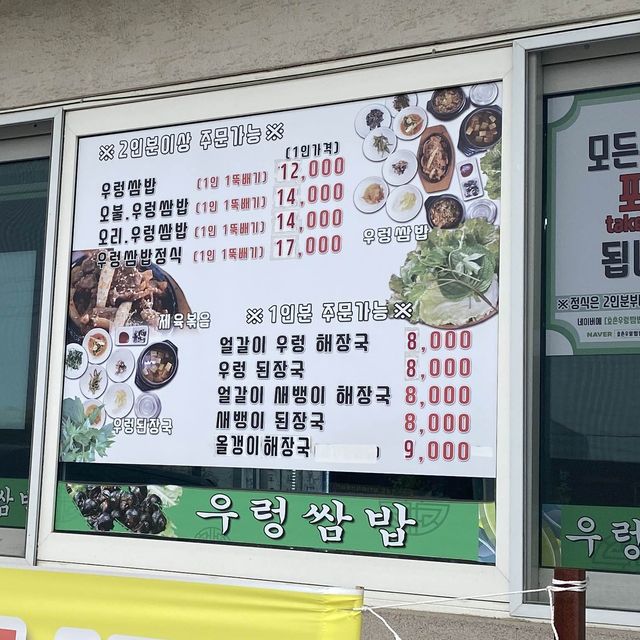 ※ 2인분이상 주문가능 ※
(1인가격)
우렁쌈밥 (1인 1뚝배기) 12,000
오불.우렁쌈밥 (1인 1뚝배기) 14,000
오리.우렁쌈밥 (1인 1뚝배기) 14,000
우렁쌈밥정식 (1인 1뚝배기) 17,000
우렁쌈밥
제육볶음
※ 1인분 주문가능 ※
얼갈이 우렁 해장국 8,000
우렁 된장국 8,000
얼갈이 새뱅이 해장국 8,000
새뱅이 된장국 8,000
올갱이해장국 9,000
우렁된장국
우렁쌈밥
쌈밥
모든
포
take
됩니
※ 정식은 2인분부
네이버에
NAVER
우렁